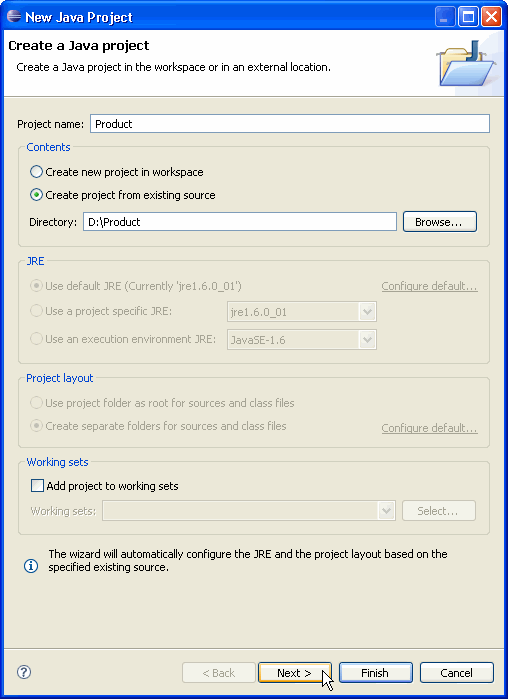 New Java Project
Create a Java project
Create a Java project in the workspace or in an external location.
Project name: Product
Contents
Create new project in workspace
Create project from existing source
Directory: D:\Product Browse...
JRE
Use default JRE (Currently 'jre1.6.0_01') Configure default...
Use a project specific JRE: jre1.6.0_01
Use an execution environment JRE: JavaSE-1.6
Project layout
Use project folder as root for sources and class files
Create separate folders for sources and class files Configure default...
Working sets
Add project to working sets
Working sets: Select...
The wizard will automatically configure the JRE and the project layout based on the
specified existing source.
? < Back Next > Finish Cancel